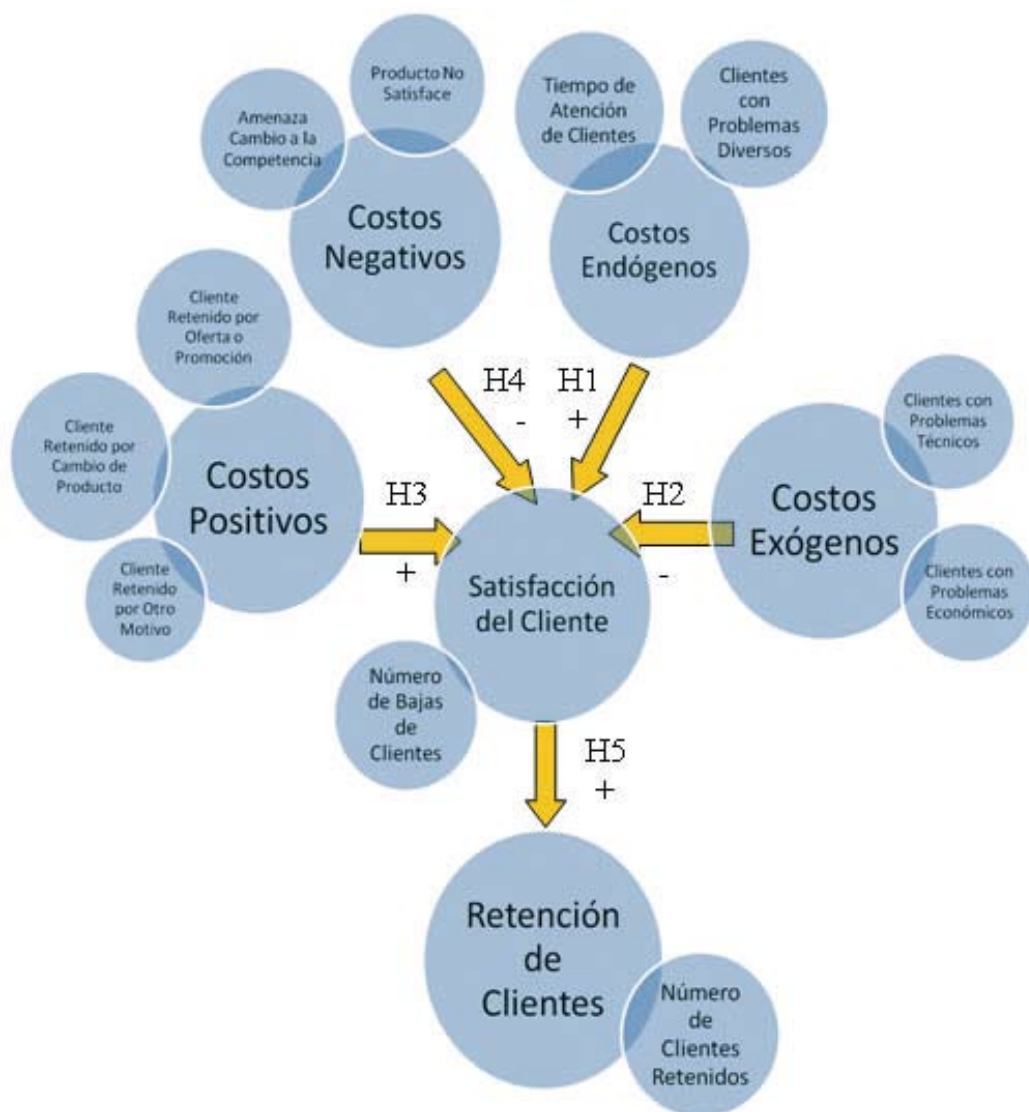 Producto No
Satisface
Amenaza
Cambio a la
Competencia
Costos
Negativos
Tiempo de
Atención
de Clientes
Clientes
con
Problemas
Diversos
Costos
Endógenos
Cliente
Retenido por
Oferta o
Promoción
Cliente
Retenido por
Cambio de
Producto
Cliente
Retenido
por Otro
Motivo
Costos
Positivos
H4
-
H1
+
H3
+
H2
-
Clientes con
Problemas
Técnicos
Costos
Exógenos
Clientes con
Problemas
Económicos
Satisfacción
del Cliente
Número
de Bajas
de
Clientes
H5
+
Retención
de
Clientes
Número
de
Clientes
Retenidos